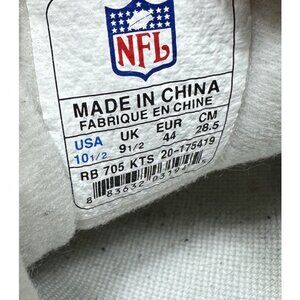 NFL
MADE IN CHINA
FABRIQUE EN CHINE
USA UK EUR CM
10 1/2 9 1/2 44 28.5
RB 705 KTS 20-175419